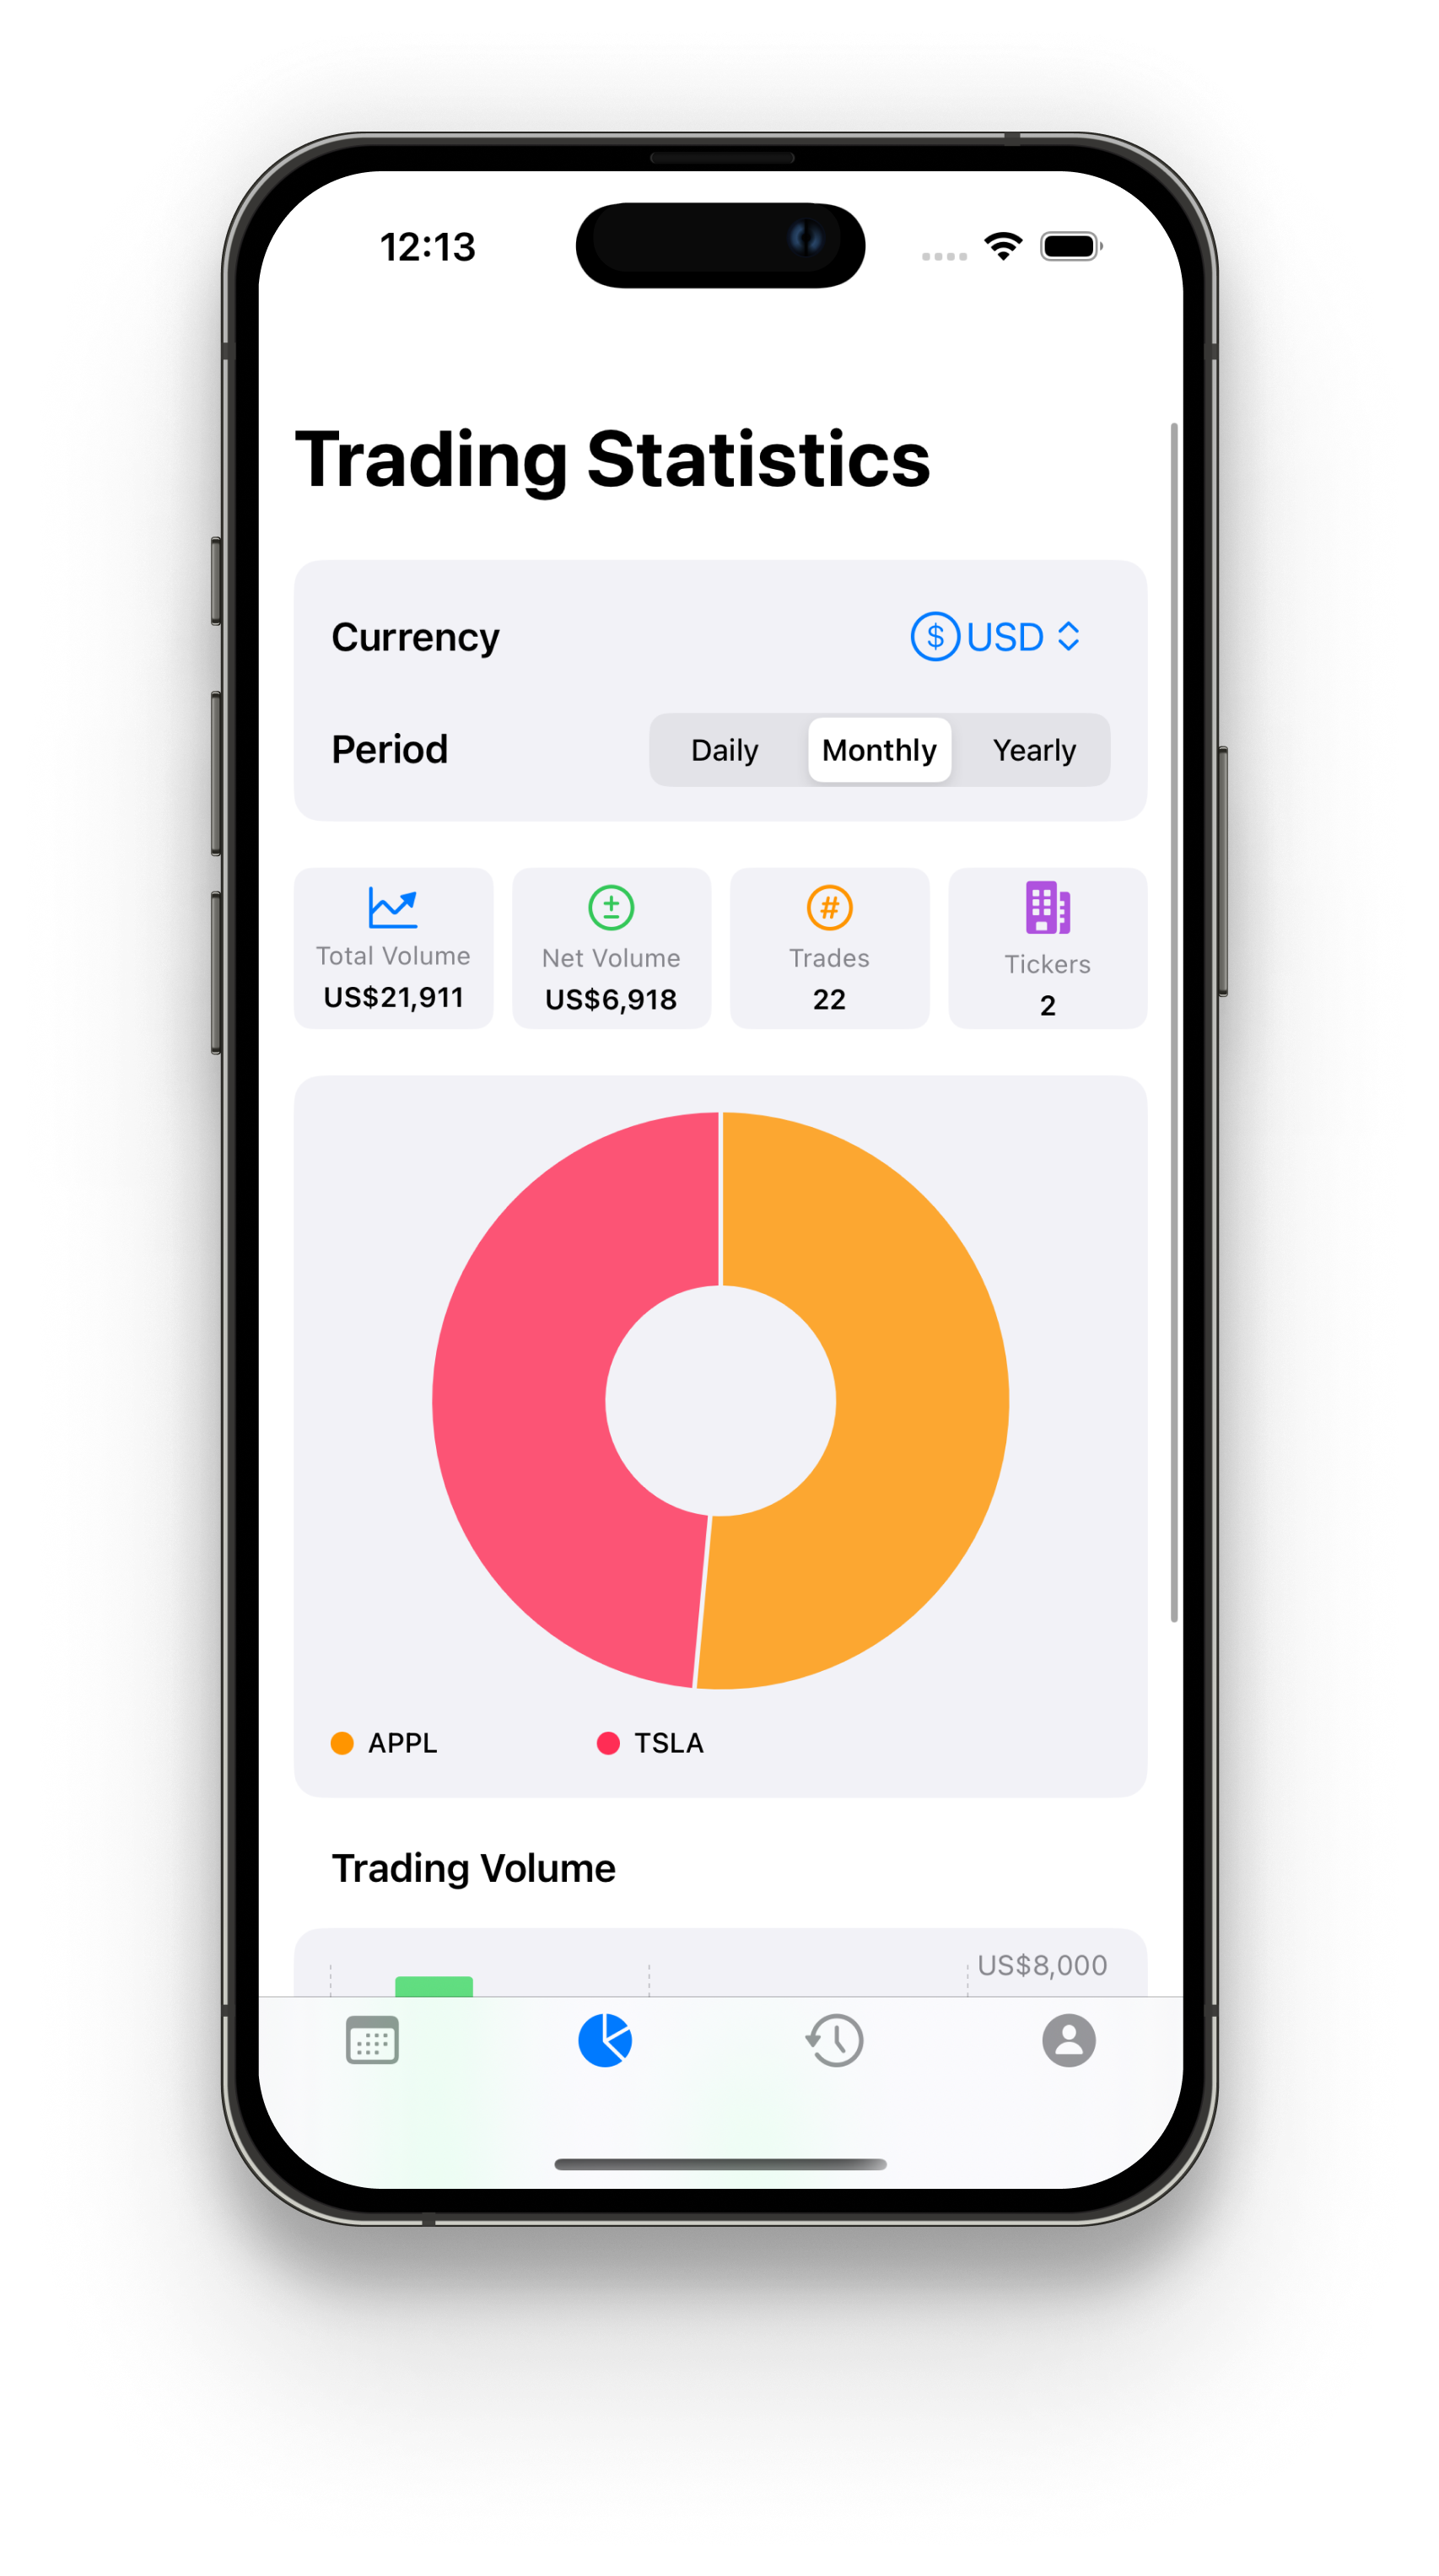 12:13
Trading Statistics
Currency
$ USD
Period
Daily Monthly Yearly
Total Volume
US$21,911
Net Volume
US$6,918
# Trades
22
Tickers
2
APPL
TSLA
Trading Volume
US$8,000